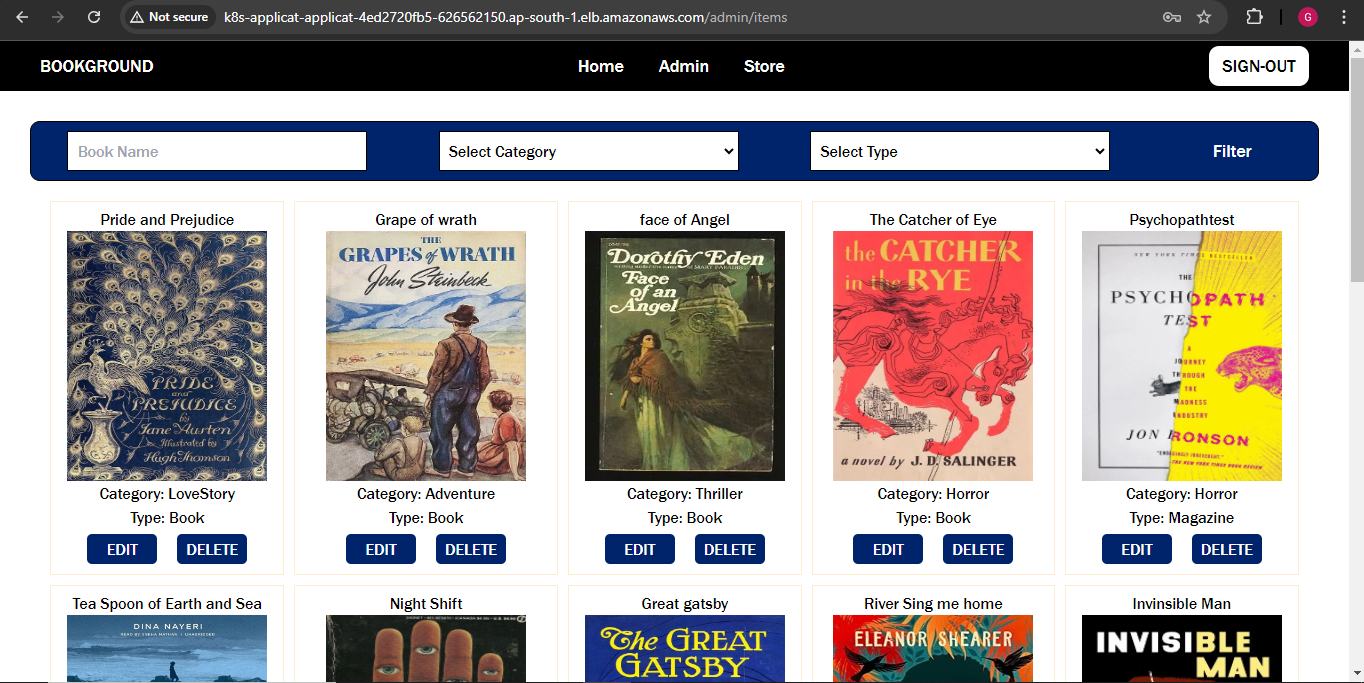 Not secure
k8s-applicat-applicat-4ed2720fb5-626562150.ap-south-1.elb.amazonaws.com/admin/items
G
BOOKGROUND
Home
Admin
Store
SIGN-OUT
Book Name
Select Category
Select Type
Filter
Pride and Prejudice
PRIDE
and
PREJUDICE
by
Jane Austen
Illustrated by
Hugh Thomson
Category: LoveStory
Type: Book
EDIT
DELETE
Grape of wrath
THE
GRAPES of WRATH
John Steinbeck
Category: Adventure
Type: Book
EDIT
DELETE
face of Angel
Dorothy Eden
Face
of an
Angel
Category: Thriller
Type: Book
EDIT
DELETE
The Catcher of Eye
the CATCHER
in the RYE
a novel by J. D. SALINGER
Category: Horror
Type: Book
EDIT
DELETE
Psychopathtest
NEW YORK TIMES BESTSELLER
THE
PSYCHOPATH
TEST
A
JOURNEY
THROUGH
THE
MADNESS
INDUSTRY
JON RONSON
Category: Horror
Type: Magazine
EDIT
DELETE
Tea Spoon of Earth and Sea
DINA NAYERI
Night Shift
Great gatsby
The GREAT
GATSBY
River Sing me home
ELEANOR SHEARER
Invinsible Man
INVISIBLE
MAN